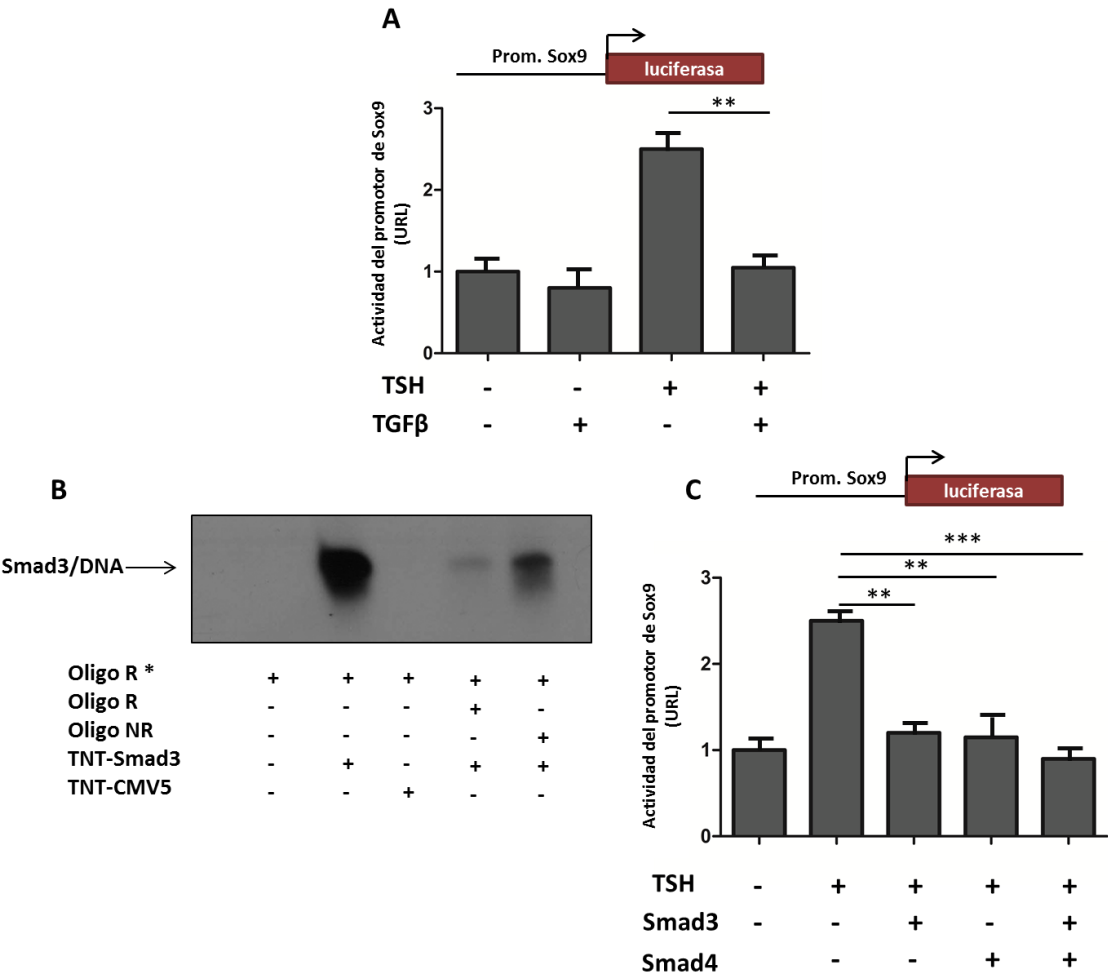 A
Prom. Sox9
luciferasa
Actividad del promotor de Sox9
(URL)
3
2
1
0
**
TSH - - + +
TGFβ - + - +
B
Smad3/DNA
Oligo R * + + + + +
Oligo R - - - + -
Oligo NR - - - - +
TNT-Smad3 - + - + +
TNT-CMV5 - - + - -
C
Prom. Sox9
luciferasa
Actividad del promotor de Sox9
(URL)
3
2
1
0
***
**
**
TSH - + + + +
Smad3 - - + - +
Smad4 - - + +